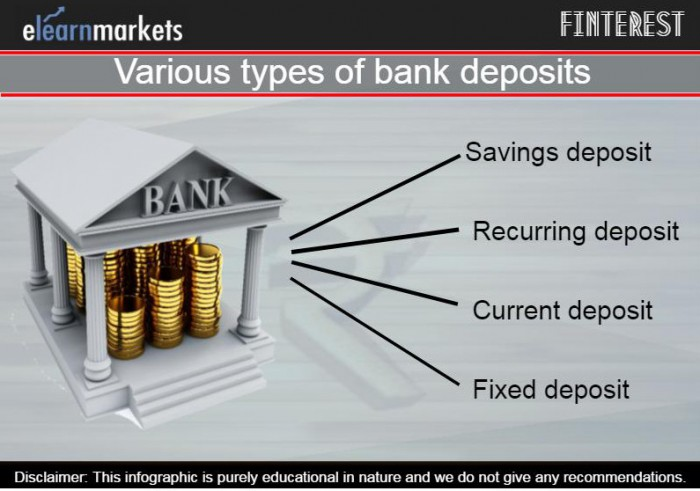 elearnmarkets
FINTEREST
Various types of bank deposits
BANK
Savings deposit
Recurring deposit
Current deposit
Fixed deposit
Disclaimer: This infographic is purely educational in nature and we do not give any recommendations.